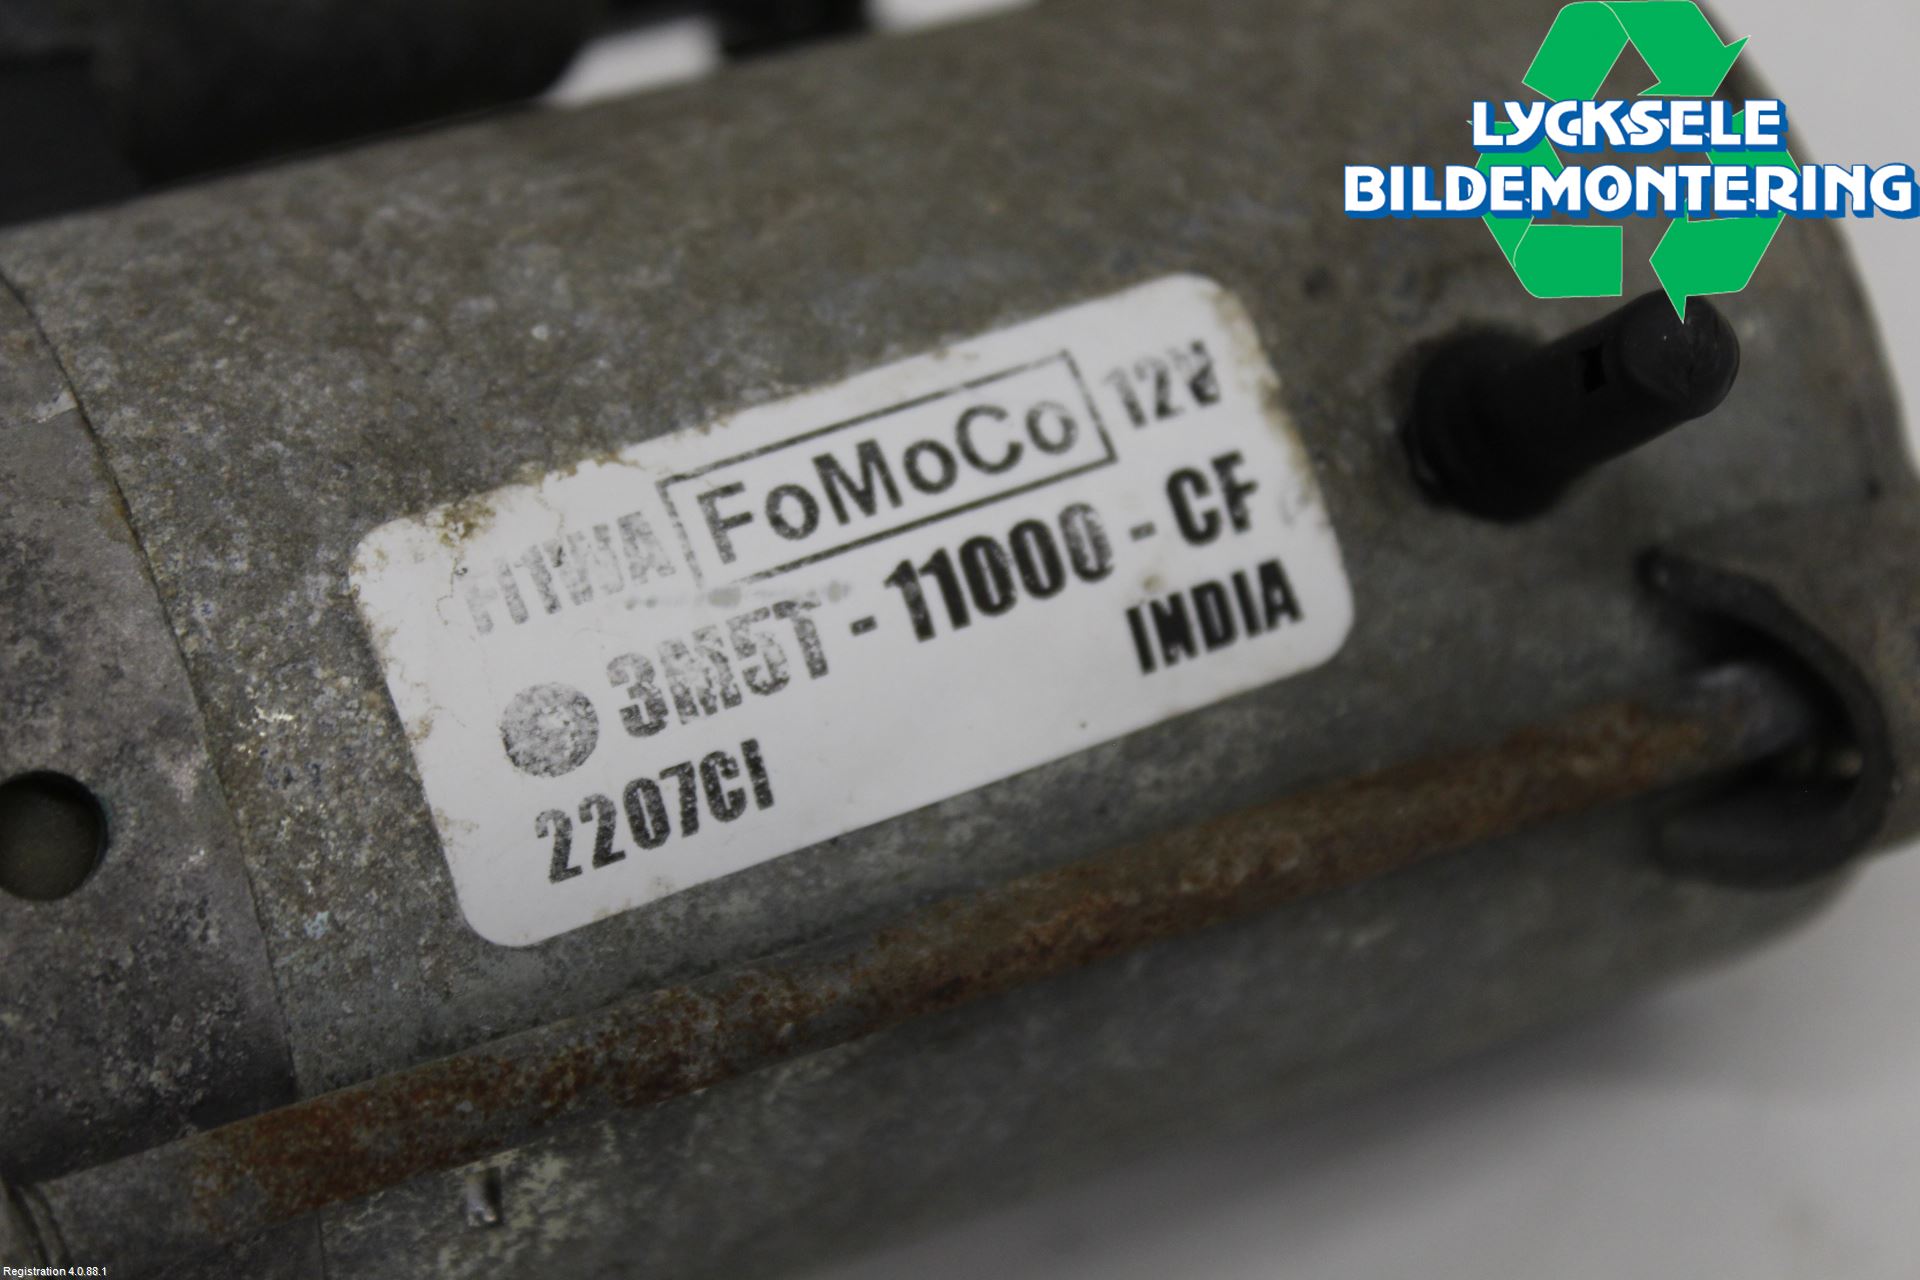 LYCKSELE
BILDEMONTERING
FoMoCo 12V
3M5T-11000-CF
INDIA
2207CI
Registration 4.0.88.1